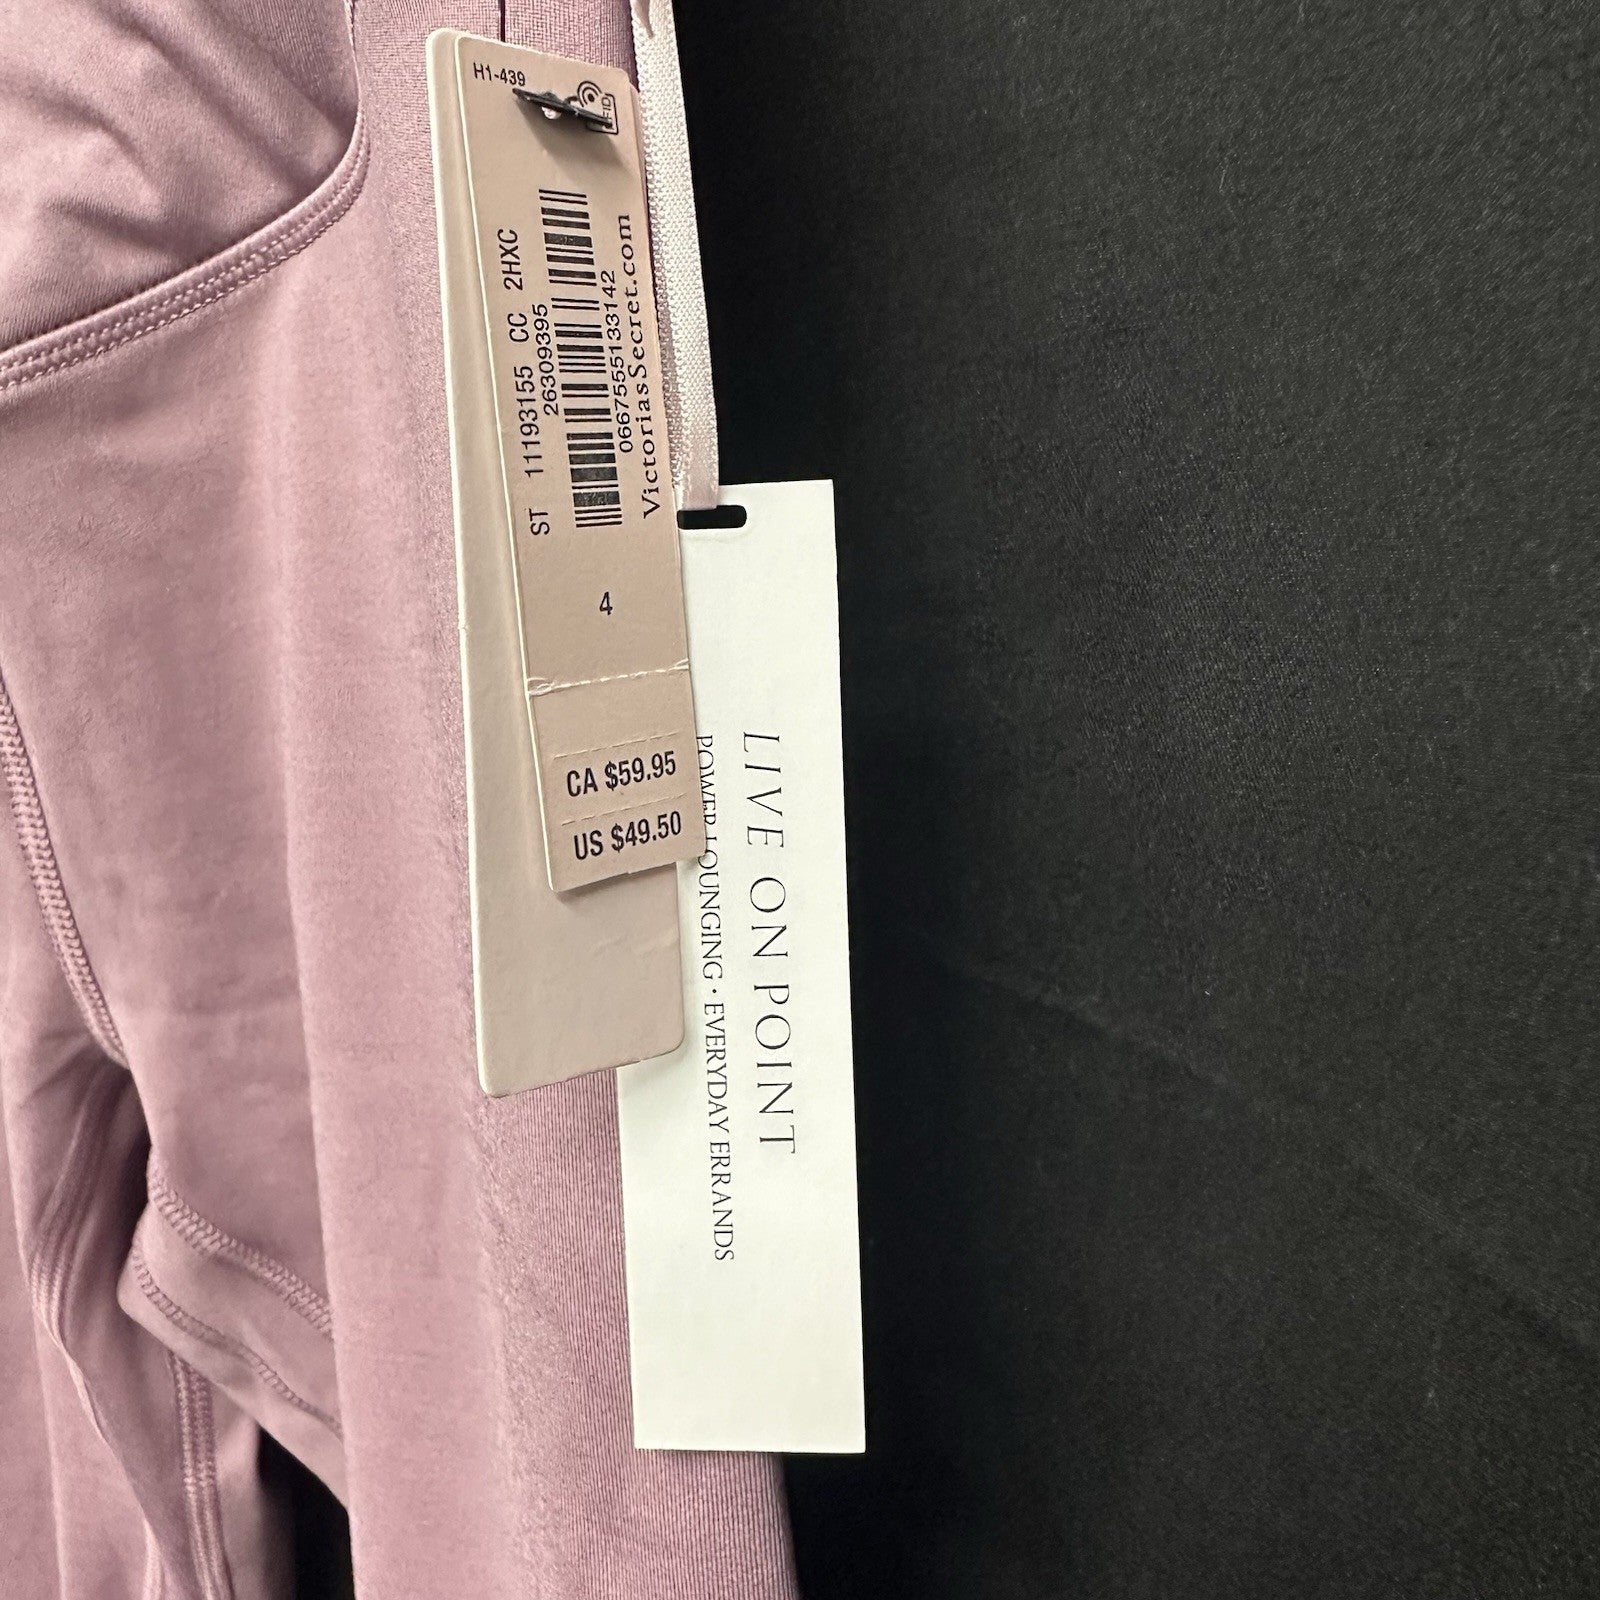 H1-439
RFID
ST 11193155 CC 2HXC
26309395
0667555133142
VictoriasSecret.com
4
CA $59.95
US $49.50
LIVE ON POINT
POWER LOUNGING · EVERYDAY ERRANDS